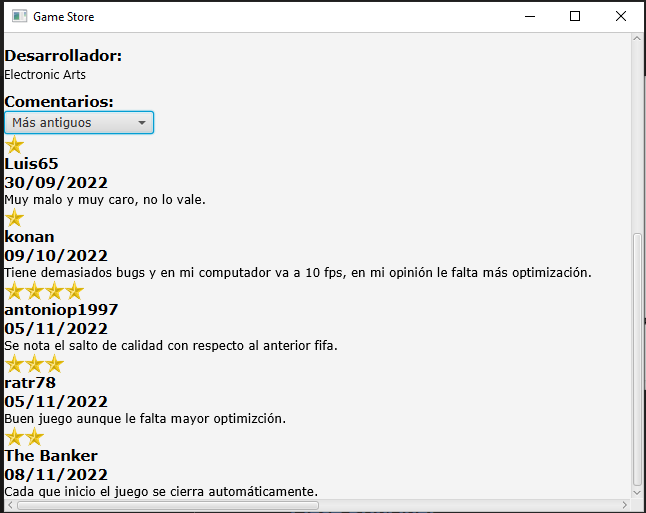 Game Store
Desarrollador:
Electronic Arts
Comentarios:
Más antiguos
Luis65
30/09/2022
Muy malo y muy caro, no lo vale.
konan
09/10/2022
Tiene demasiados bugs y en mi computador va a 10 fps, en mi opinión le falta más optimización.
antoniop1997
05/11/2022
Se nota el salto de calidad con respecto al anterior fifa.
ratr78
05/11/2022
Buen juego aunque le falta mayor optimizción.
The Banker
08/11/2022
Cada que inicio el juego se cierra automáticamente.